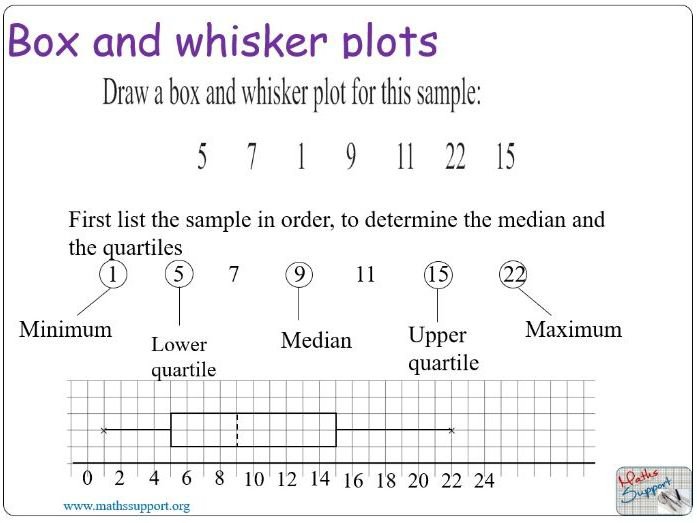 Box and whisker plots
Draw a box and whisker plot for this sample:
5 7 1 9 11 22 15
First list the sample in order, to determine the median and
the quartiles
1 5 7 9 11 15 22
Minimum
Lower
quartile
Median
Upper
quartile
Maximum
0 2 4 6 8 10 12 14 16 18 20 22 24
www.mathssupport.org
Maths
Support